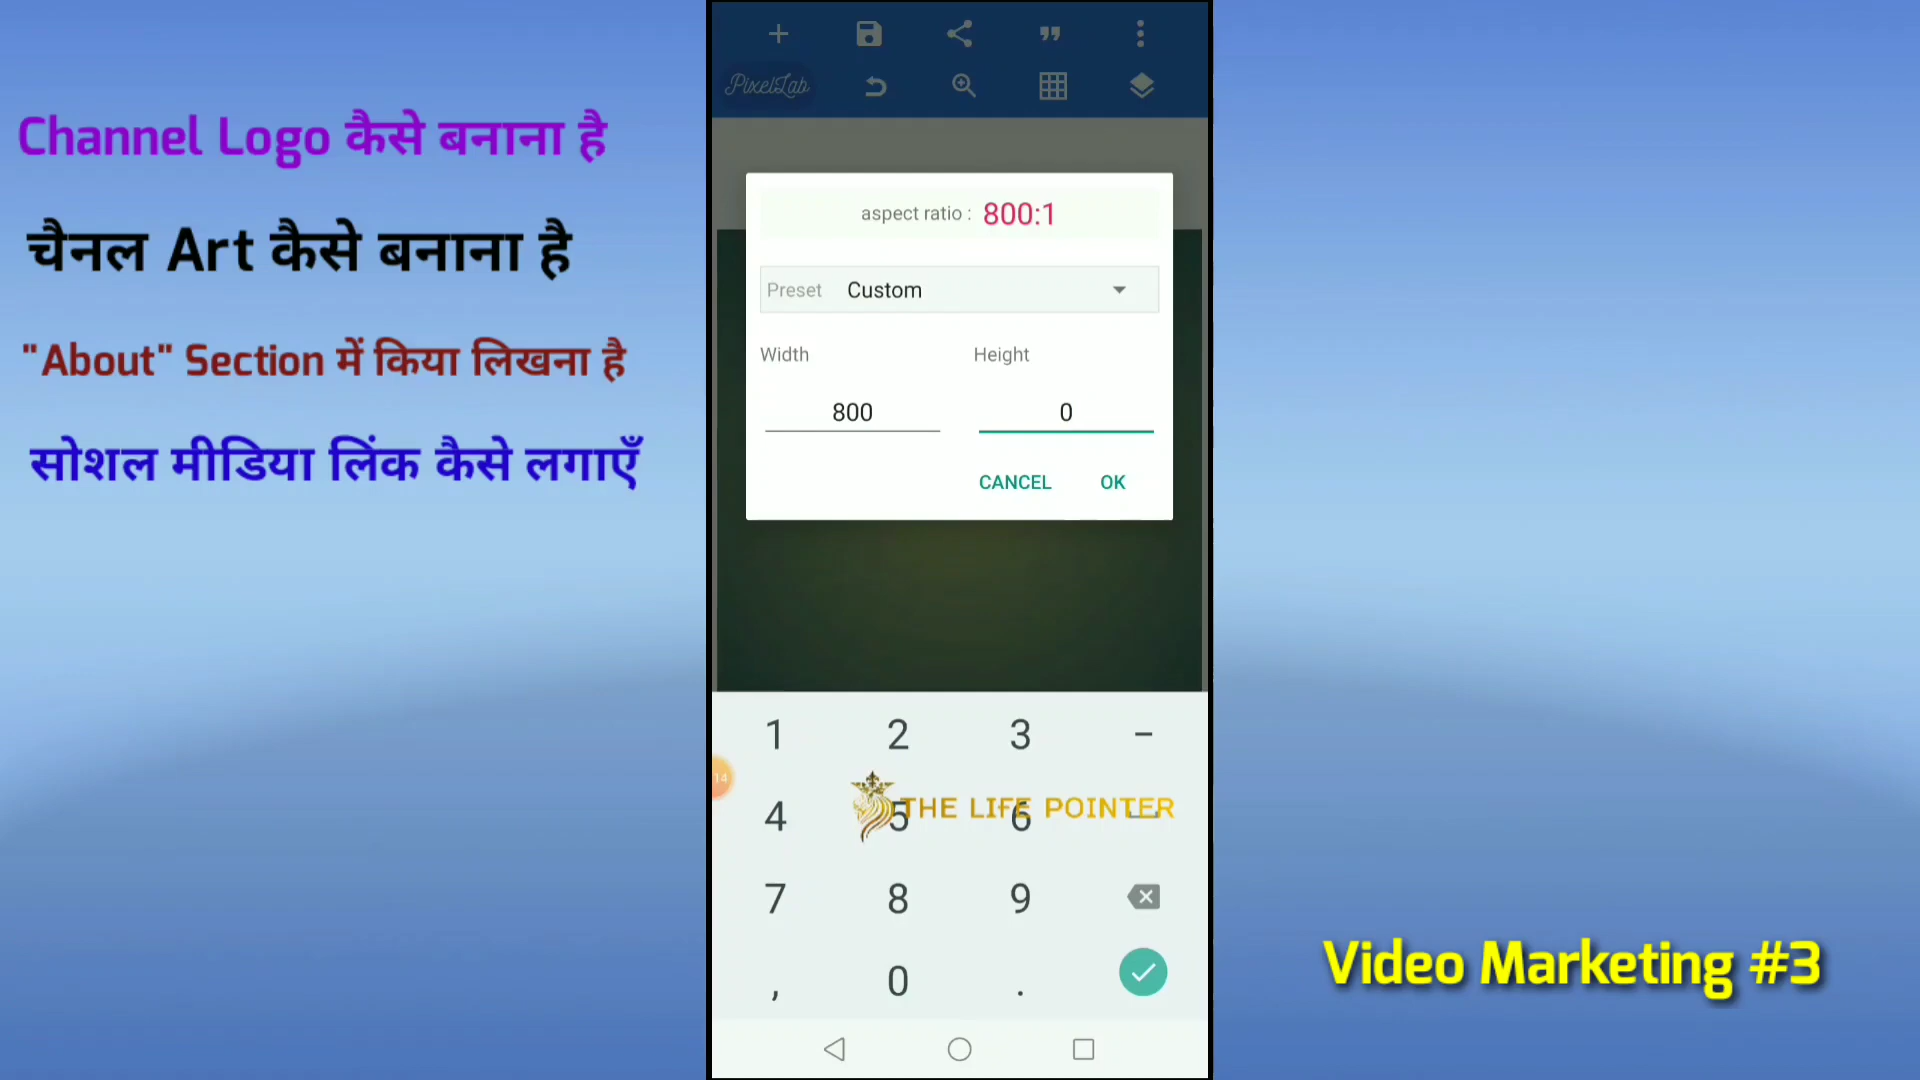 Channel Logo कैसे बनाना है
चैनल Art कैसे बनाना है
"About" Section में किया लिखना है
सोशल मीडिया लिंक कैसे लगाएँ
PixelLab
aspect ratio : 800:1
Preset Custom
Width Height
800 0
CANCEL OK
1 2 3 –
14
4 5 6
THE LIFE POINTER
7 8 9
, 0 .
Video Marketing #3